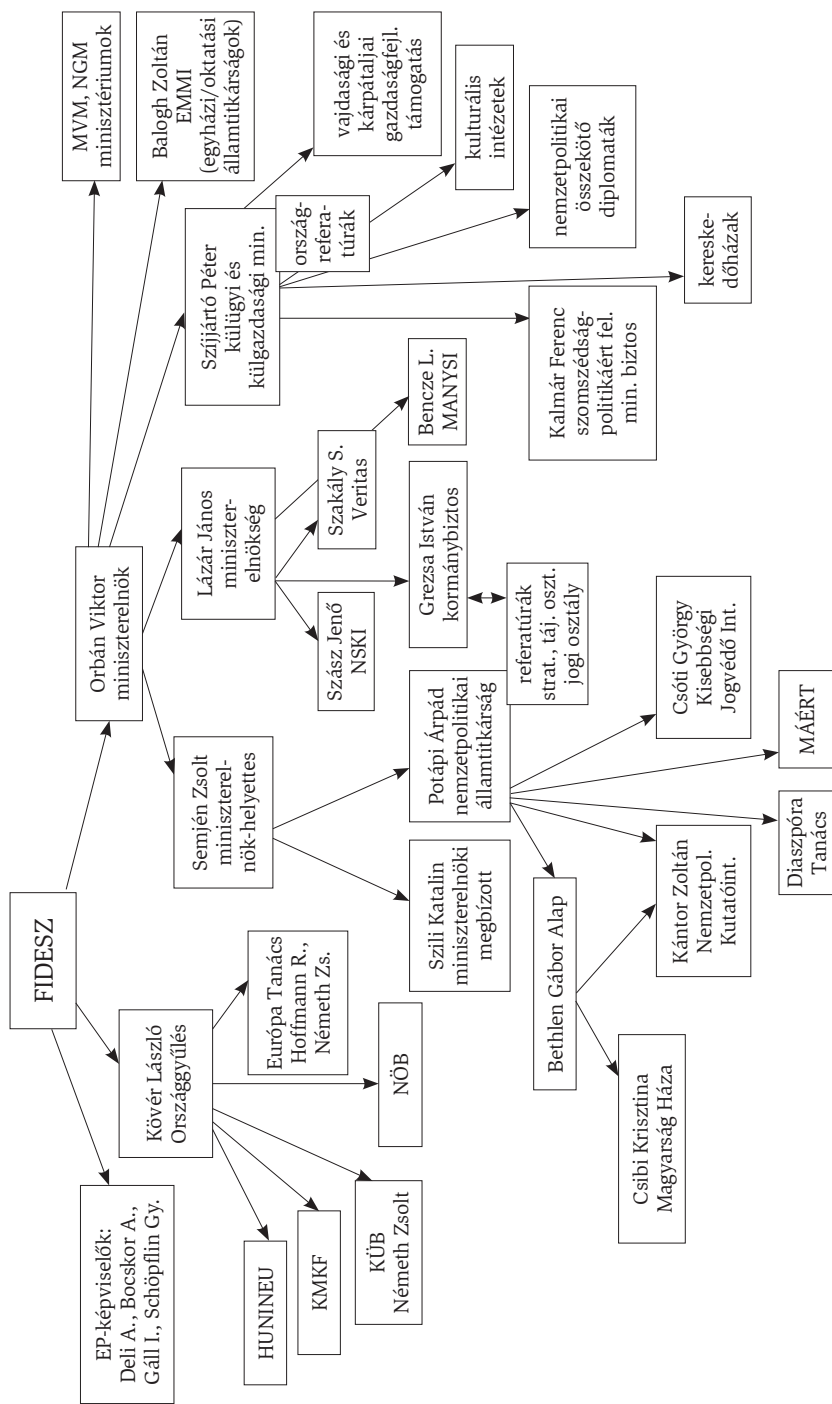 FIDESZ
EP-képviselők:
Deli A., Bocskor A.,
Gáll I., Schöpflin Gy.
Kövér László
Országgyűlés
Orbán Viktor
miniszterelnök
HUNINEU
KMKF
KÜB
Németh Zsolt
NÖB
Európa Tanács
Hoffmann R.,
Németh Zs.
Semjén Zsolt
miniszterel-
nök-helyettes
Lázár János
miniszter-
elnökség
Szíjjártó Péter
külügyi és
külgazdasági min.
Balogh Zoltán
EMMI
(egyházi/oktatási
államtitkárságok)
MVM, NGM
minisztériumok
Szili Katalin
miniszterelnöki
megbízott
Potápi Árpád
nemzetpolitikai
államtitkárság
referatúrák
strat., táj. oszt.
jogi osztály
Szász Jenő
NSKI
Grezsa István
kormánybiztos
Szakály S.
Veritas
Bencze L.
MANYSI
ország-
refera-
túrák
Kalmár Ferenc
szomszédság-
politikáért fel.
min. biztos
kereske-
dőházak
nemzetpolitikai
összekötő
diplomaták
kulturális
intézetek
vajdasági és
kárpátaljai
gazdaságfejl.
támogatás
Bethlen Gábor Alap
Csibi Krisztina
Magyarság Háza
Kántor Zoltán
Nemzetpol.
Kutatóint.
Diaszpóra
Tanács
MÁÉRT
Csóti György
Kisebbségi
Jogvédő Int.